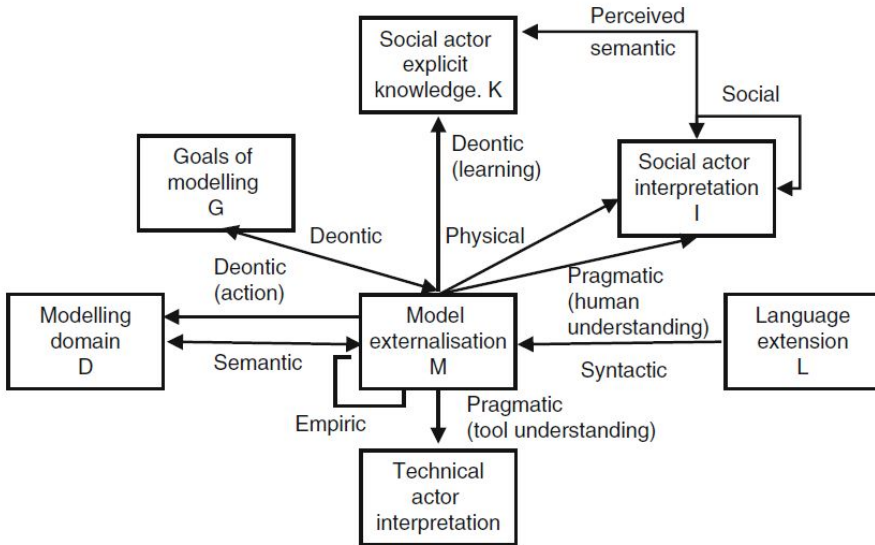 Perceived
semantic
Social actor
explicit
knowledge. K
Social
Goals of
modelling
G
Deontic
(learning)
Social actor
interpretation
I
Deontic
Physical
Deontic
(action)
Pragmatic
(human
understanding)
Modelling
domain
D
Model
externalisation
M
Language
extension
L
Semantic
Syntactic
Empiric
Pragmatic
(tool understanding)
Technical
actor
interpretation